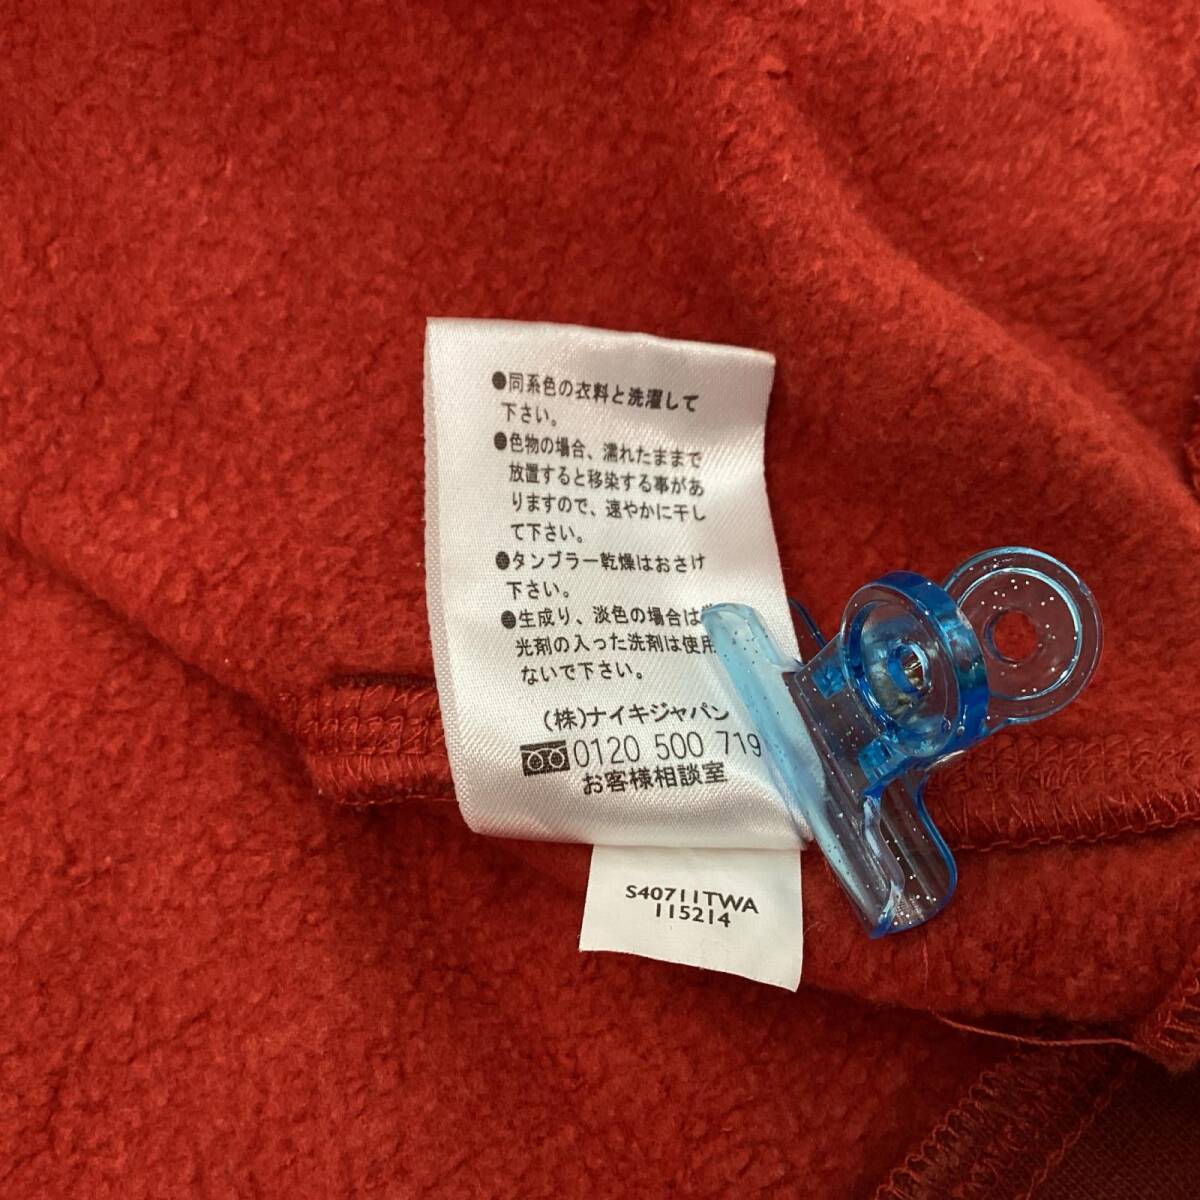 ●同系色の衣料と洗濯して
下さい。
●色物の場合、濡れたままで
放置すると移染する事があ
りますので、速やかに干し
て下さい。
●タンブラー乾燥はおさけ
下さい。
●生成り、淡色の場合は
光剤の入った洗剤は使用
ないで下さい。
(株)ナイキジャパン
0120 500 719
お客様相談室
S40711TWA
115214